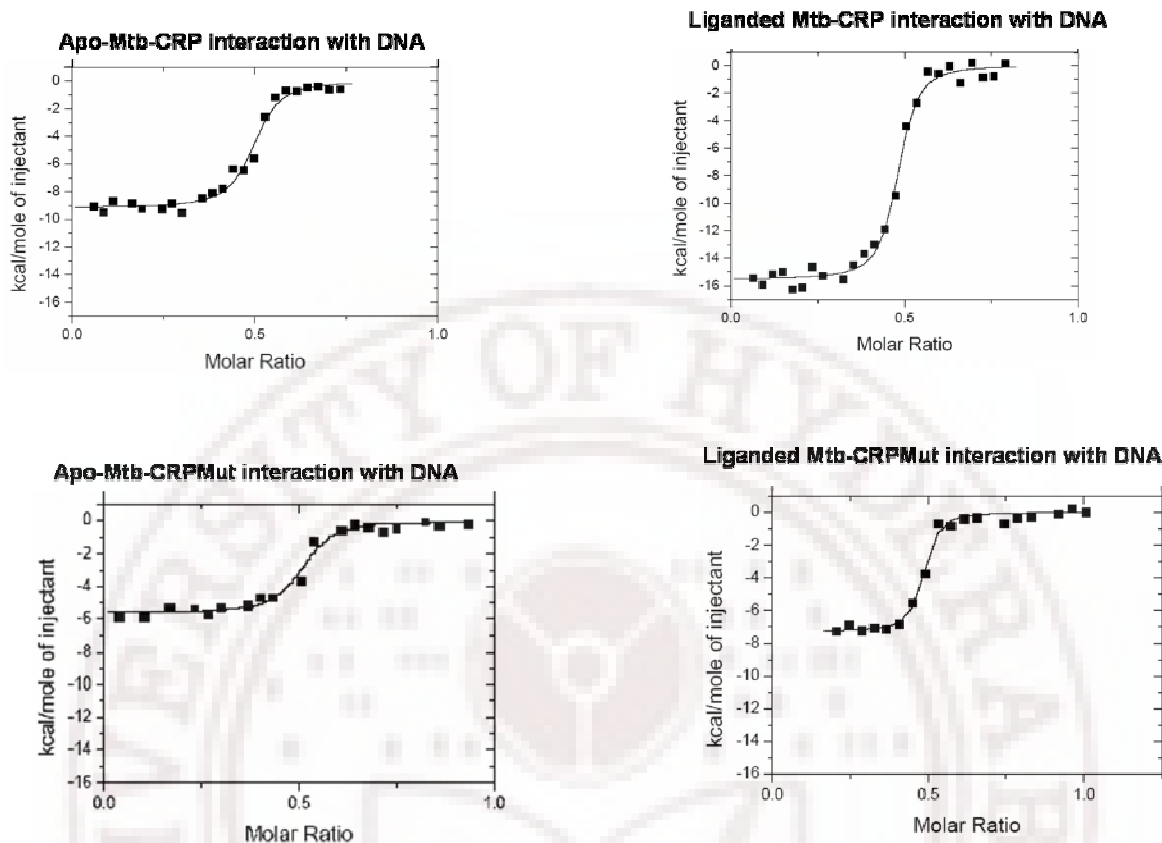 Apo-Mtb-CRP interaction with DNA
0
-2
-4
-6
-8
-10
-12
-14
-16
kcal/mole of injectant
0.0 0.5 1.0
Molar Ratio
Liganded Mtb-CRP interaction with DNA
0
-2
-4
-6
-8
-10
-12
-14
-16
kcal/mole of injectant
0.0 0.5 1.0
Molar Ratio
Apo-Mtb-CRPMut interaction with DNA
0
-2
-4
-6
-8
-10
-12
-14
-16
kcal/mole of injectant
0.0 0.5 1.0
Molar Ratio
Liganded Mtb-CRPMut interaction with DNA
0
-2
-4
-6
-8
-10
-12
-14
-16
kcal/mole of injectant
0.0 0.5 1.0
Molar Ratio